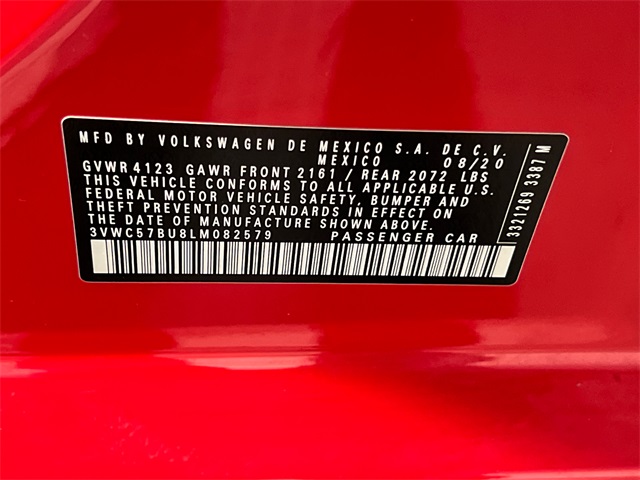 MFD BY VOLKSWAGEN DE MEXICO S.A. DE C.V.
MEXICO 08/20
GVWR 4123 GAWR FRONT 2161 / REAR 2072 LBS
THIS VEHICLE CONFORMS TO ALL APPLICABLE U.S.
FEDERAL MOTOR VEHICLE SAFETY, BUMPER AND
THEFT PREVENTION STANDARDS IN EFFECT ON
THE DATE OF MANUFACTURE SHOWN ABOVE.
3VWC57BU8LM082579 PASSENGER CAR
3321269 3387 M